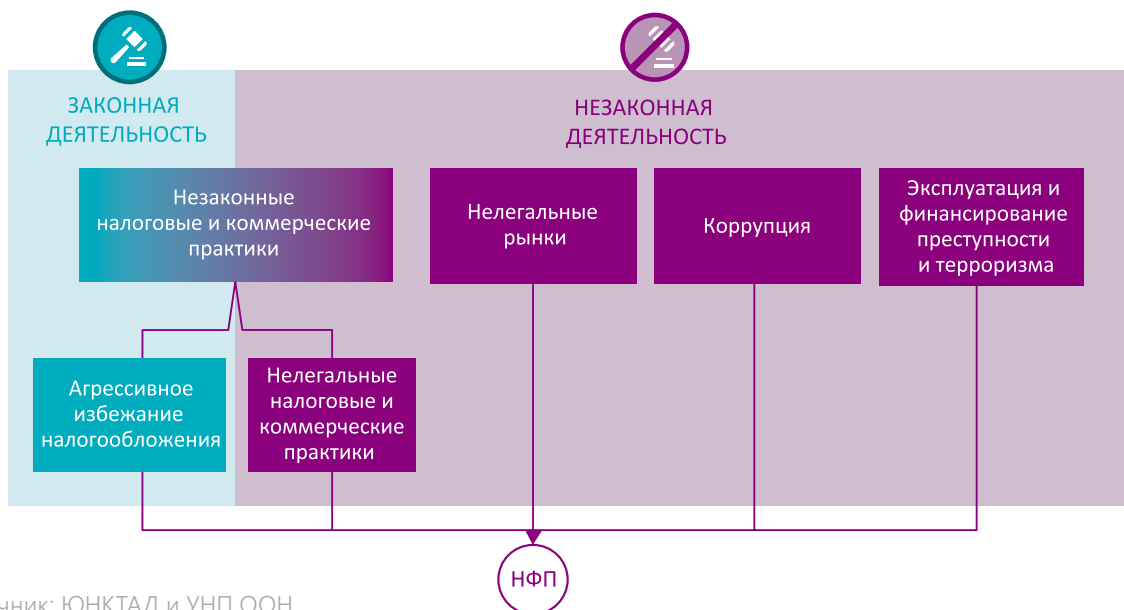 ЗАКОННАЯ
ДЕЯТЕЛЬНОСТЬ
НЕЗАКОННАЯ
ДЕЯТЕЛЬНОСТЬ
Незаконные
налоговые и коммерческие
практики
Нелегальные
рынки
Коррупция
Эксплуатация и
финансирование
преступности
и терроризма
Агрессивное
избежание
налогообложения
Нелегальные
налоговые и
коммерческие
практики
НФП
ЮНКТАД и УНП ООН